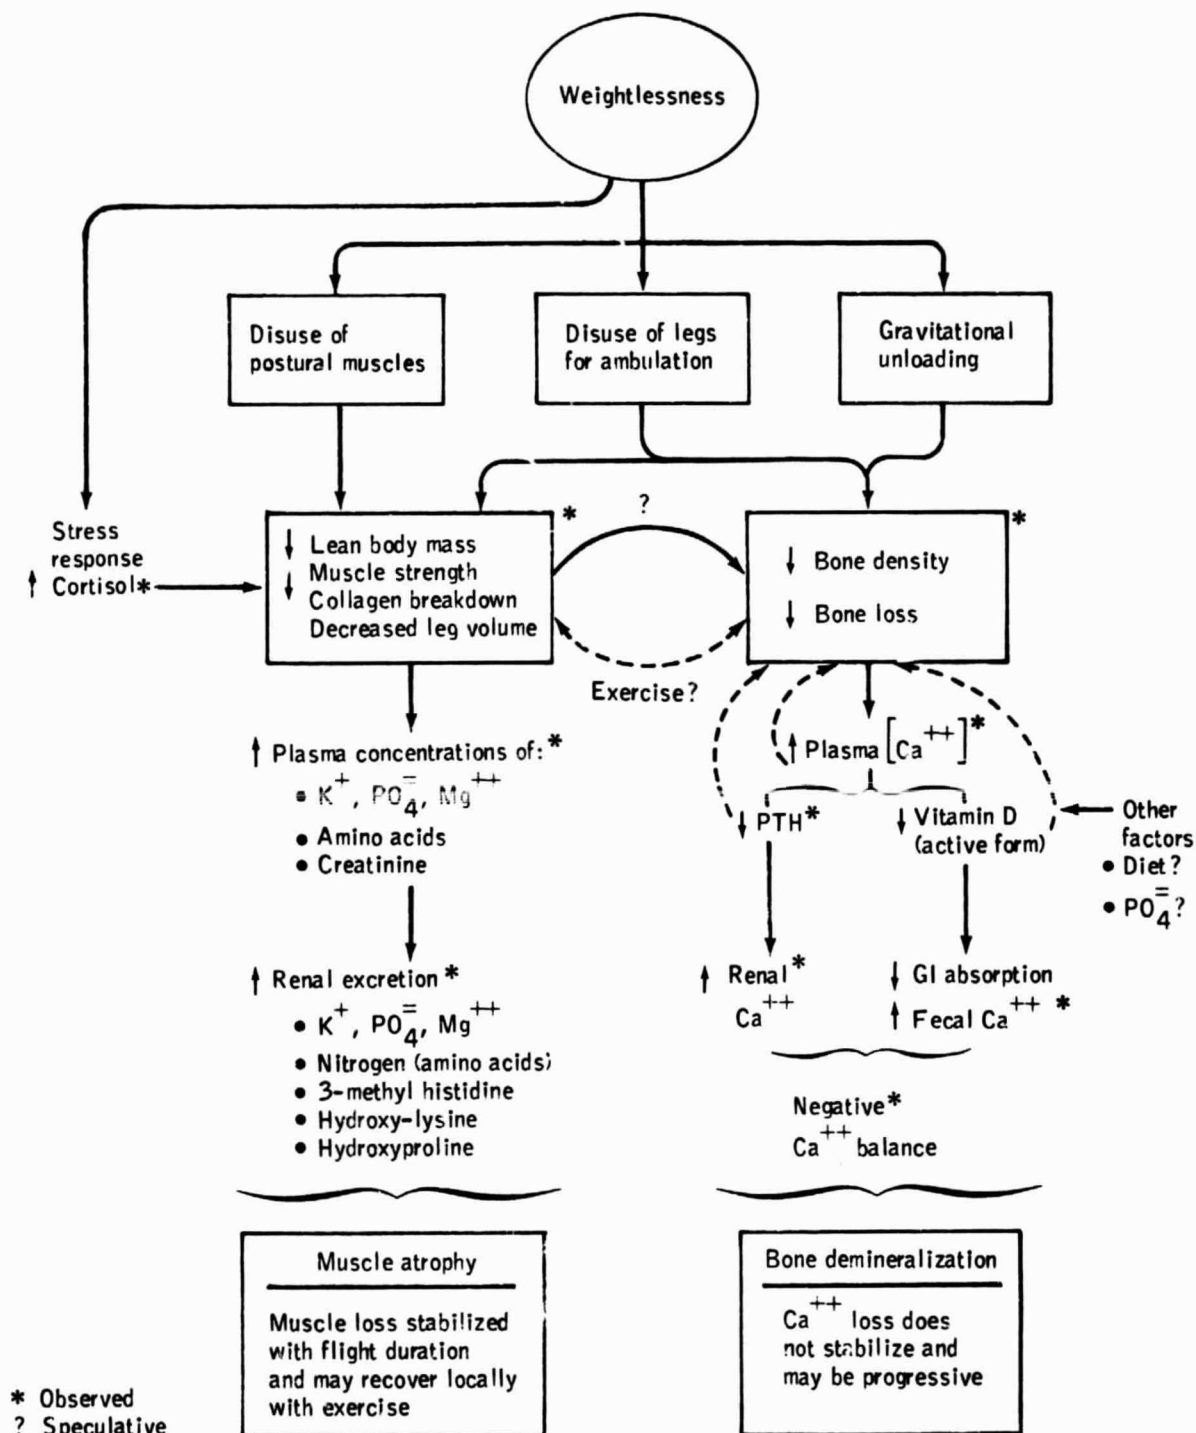 Weightlessness
Disuse of
postural muscles
Disuse of legs
for ambulation
Gravitational
unloading
Stress
response
↑ Cortisol*
*
↓ Lean body mass
↓ Muscle strength
Collagen breakdown
Decreased leg volume
?
*
↓ Bone density
↓ Bone loss
Exercise?
↑ Plasma concentrations of:*
• K⁺, PO₄⁼, Mg⁺⁺
• Amino acids
• Creatinine
↑ Renal excretion*
• K⁺, PO₄⁼, Mg⁺⁺
• Nitrogen (amino acids)
• 3-methyl histidine
• Hydroxy-lysine
• Hydroxyproline
↑ Plasma [Ca⁺⁺]*
↓ PTH*
↓ Vitamin D
(active form)
Other
factors
• Diet?
• PO₄⁼?
↑ Renal*
Ca⁺⁺
↓ GI absorption
↑ Fecal Ca⁺⁺*
Negative*
Ca⁺⁺ balance
Muscle atrophy
Muscle loss stabilized
with flight duration
and may recover locally
with exercise
Bone demineralization
Ca⁺⁺ loss does
not stabilize and
may be progressive
* Observed
? Speculative